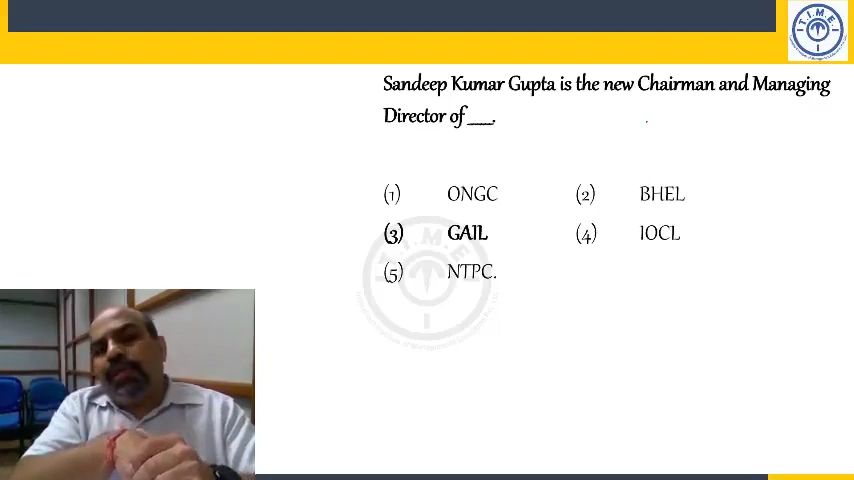 T.I.M.E.
Sandeep Kumar Gupta is the new Chairman and Managing
Director of ___.
(1) ONGC (2) BHEL
(3) GAIL (4) IOCL
(5) NTPC.
T.I.M.E.